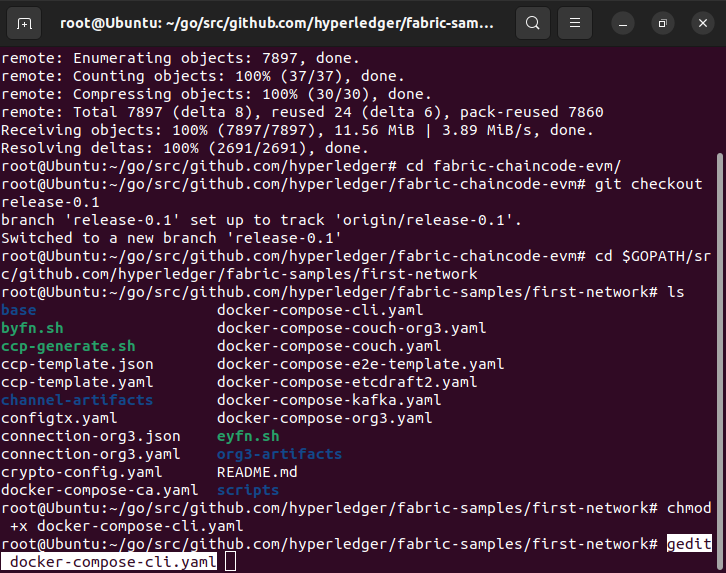 root@Ubuntu: ~/go/src/github.com/hyperledger/fabric-sam...
remote: Enumerating objects: 7897, done.
remote: Counting objects: 100% (37/37), done.
remote: Compressing objects: 100% (30/30), done.
remote: Total 7897 (delta 8), reused 24 (delta 6), pack-reused 7860
Receiving objects: 100% (7897/7897), 11.56 MiB | 3.89 MiB/s, done.
Resolving deltas: 100% (2691/2691), done.
root@Ubuntu:~/go/src/github.com/hyperledger# cd fabric-chaincode-evm/
root@Ubuntu:~/go/src/github.com/hyperledger/fabric-chaincode-evm# git checkout
release-0.1
branch 'release-0.1' set up to track 'origin/release-0.1'.
Switched to a new branch 'release-0.1'
root@Ubuntu:~/go/src/github.com/hyperledger/fabric-chaincode-evm# cd $GOPATH/sr
c/github.com/hyperledger/fabric-samples/first-network
root@Ubuntu:~/go/src/github.com/hyperledger/fabric-samples/first-network# ls
base docker-compose-cli.yaml
byfn.sh docker-compose-couch-org3.yaml
ccp-generate.sh docker-compose-couch.yaml
ccp-template.json docker-compose-e2e-template.yaml
ccp-template.yaml docker-compose-etcdraft2.yaml
channel-artifacts docker-compose-kafka.yaml
configtx.yaml docker-compose-org3.yaml
connection-org3.json eyfn.sh
connection-org3.yaml org3-artifacts
crypto-config.yaml README.md
docker-compose-ca.yaml scripts
root@Ubuntu:~/go/src/github.com/hyperledger/fabric-samples/first-network# chmod
+x docker-compose-cli.yaml
root@Ubuntu:~/go/src/github.com/hyperledger/fabric-samples/first-network# gedit
docker-compose-cli.yaml